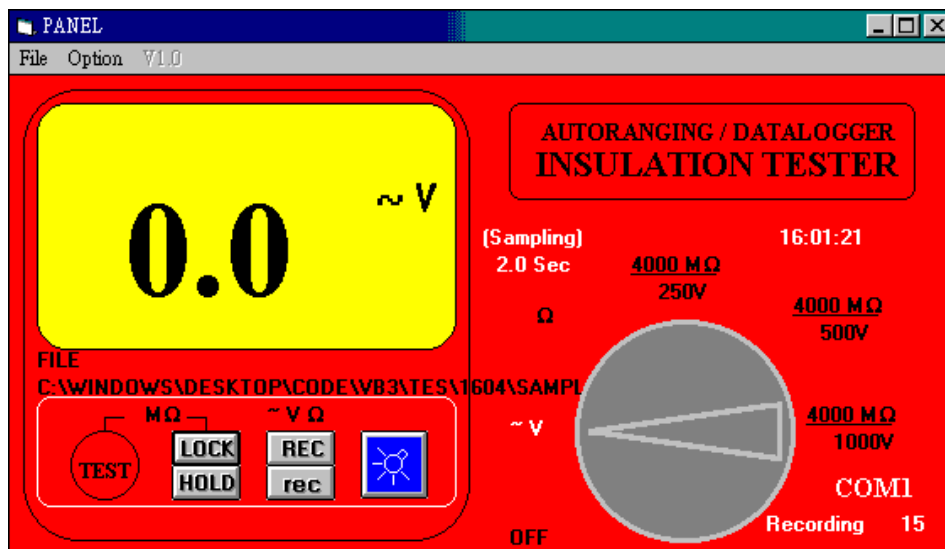 PANEL
File Option V1.0
AUTORANGING / DATALOGGER
INSULATION TESTER
~ V
0.0
(Sampling)
2.0 Sec
16:01:21
4000 MΩ
250V
4000 MΩ
500V
Ω
FILE
C:\WINDOWS\DESKTOP\CODE\VB3\TES\1604\SAMPL
~ V
4000 MΩ
1000V
MΩ
~ V Ω
TEST
LOCK
REC
HOLD
rec
COM1
OFF
Recording 15